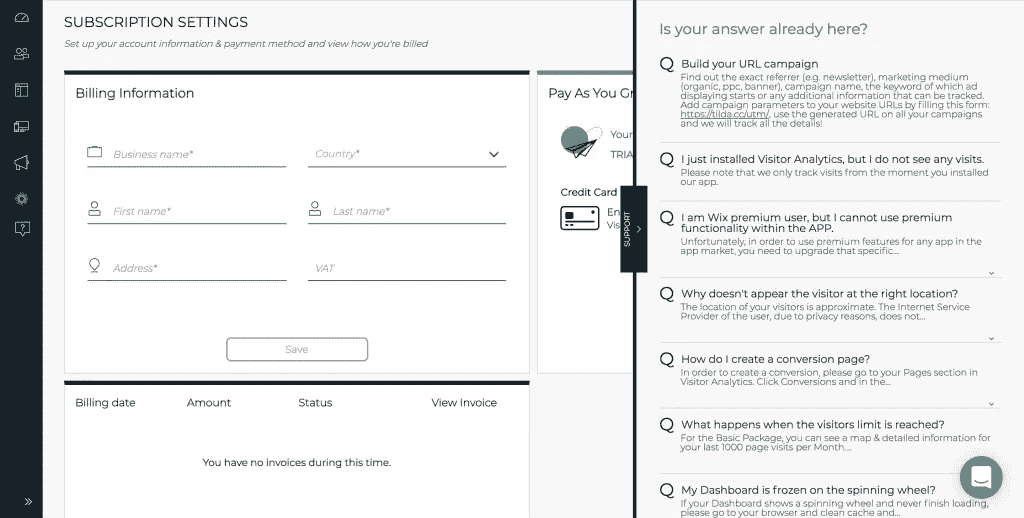 SUBSCRIPTION SETTINGS
Set up your account information & payment method and view how you're billed
Billing Information
Business name*
Country*
First name*
Last name*
Address*
VAT
Save
Billing date
Amount
Status
View Invoice
You have no invoices during this time.
Pay As You Gr
Your
TRIA
Credit Card
En
Vis
SUPPORT
Is your answer already here?
Q Build your URL campaign
Find out the exact referrer (e.g. newsletter), marketing medium
(organic, ppc, banner), campaign name, the keyword of which ad
displaying starts or any additional information that can be tracked.
Add campaign parameters to your website URLs by filling this form:
https://tilda.cc/utm/, use the generated URL on all your campaigns
and we will track all the details!
Q I just installed Visitor Analytics, but I do not see any visits.
Please note that we only track visits from the moment you installed
our app.
Q I am Wix premium user, but I cannot use premium
functionality within the APP.
Unfortunately, in order to use premium features for any app in the
app market, you need to upgrade that specific...
Q Why doesn't appear the visitor at the right location?
The location of your visitors is approximate. The Internet Service
Provider of the user, due to privacy reasons, does not...
Q How do I create a conversion page?
In order to create a conversion, please go to your Pages section in
Visitor Analytics. Click Conversions and in the...
Q What happens when the visitors limit is reached?
For the Basic Package, you can see a map & detailed information for
your last 1000 page visits per Month....
Q My Dashboard is frozen on the spinning wheel?
If your Dashboard shows a spinning wheel and never finish loading,
please go to your browser and clean cache and...